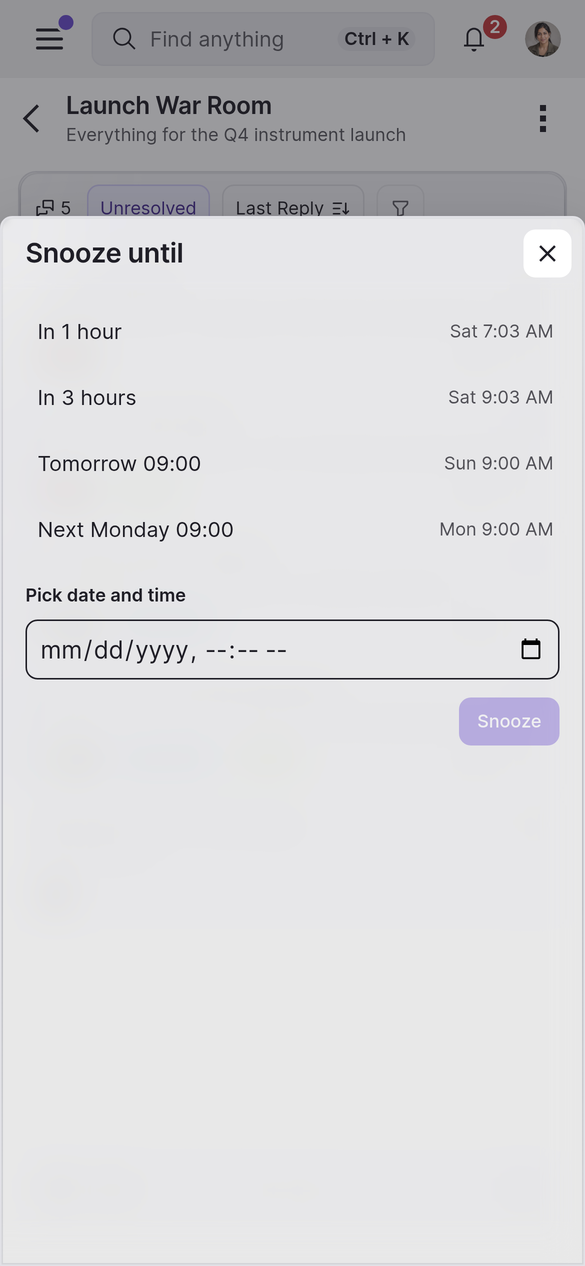 Find anything
Ctrl + K
2
Launch War Room
Everything for the Q4 instrument launch
5
Unresolved
Last Reply
Snooze until
In 1 hour
Sat 7:03 AM
In 3 hours
Sat 9:03 AM
Tomorrow 09:00
Sun 9:00 AM
Next Monday 09:00
Mon 9:00 AM
Pick date and time
mm/dd/yyyy, --:-- --
Snooze